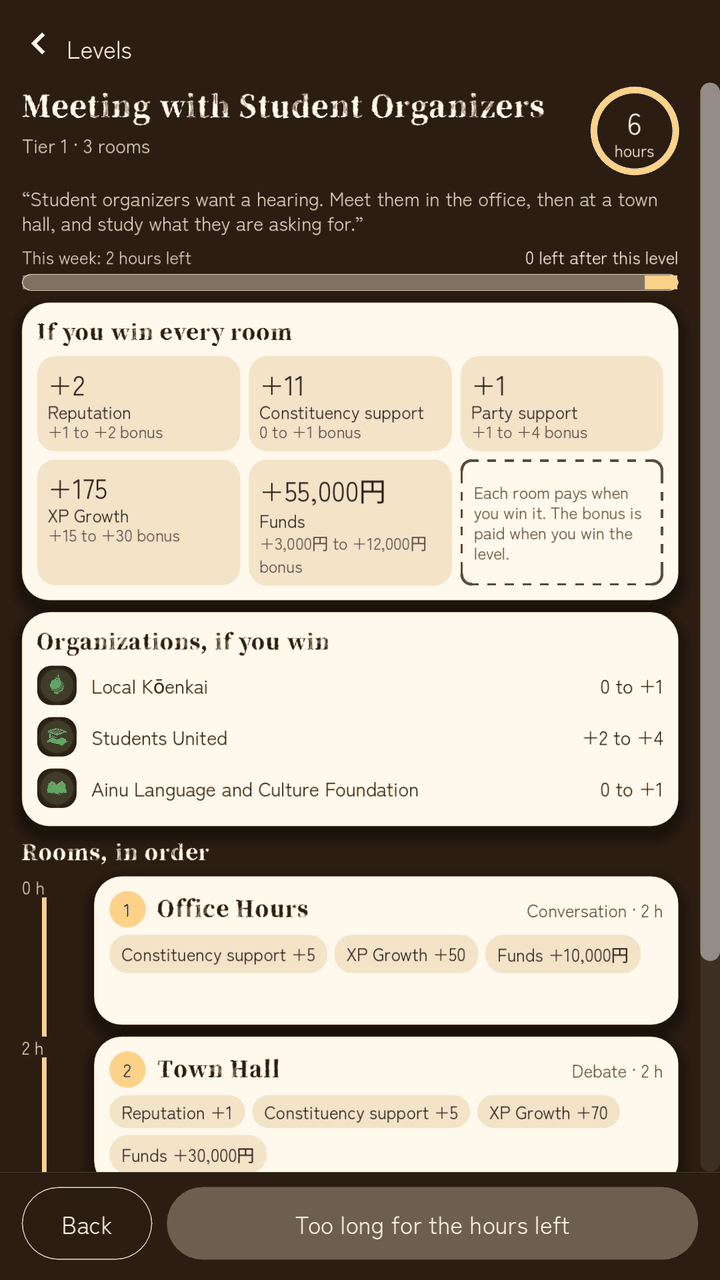 Levels
Meeting with Student Organizers
6
hours
Tier 1 · 3 rooms
“Student organizers want a hearing. Meet them in the office, then at a town
hall, and study what they are asking for.”
This week: 2 hours left
0 left after this level
If you win every room
+2
Reputation
+1 to +2 bonus
+11
Constituency support
0 to +1 bonus
+1
Party support
+1 to +4 bonus
+175
XP Growth
+15 to +30 bonus
+55,000円
Funds
+3,000円 to +12,000円
bonus
Each room pays when
you win it. The bonus is
paid when you win the
level.
Organizations, if you win
Local Kōenkai
0 to +1
Students United
+2 to +4
Ainu Language and Culture Foundation
0 to +1
Rooms, in order
0 h
1
Office Hours
Conversation · 2 h
Constituency support +5
XP Growth +50
Funds +10,000円
2 h
2
Town Hall
Debate · 2 h
Reputation +1
Constituency support +5
XP Growth +70
Funds +30,000円
Back
Too long for the hours left